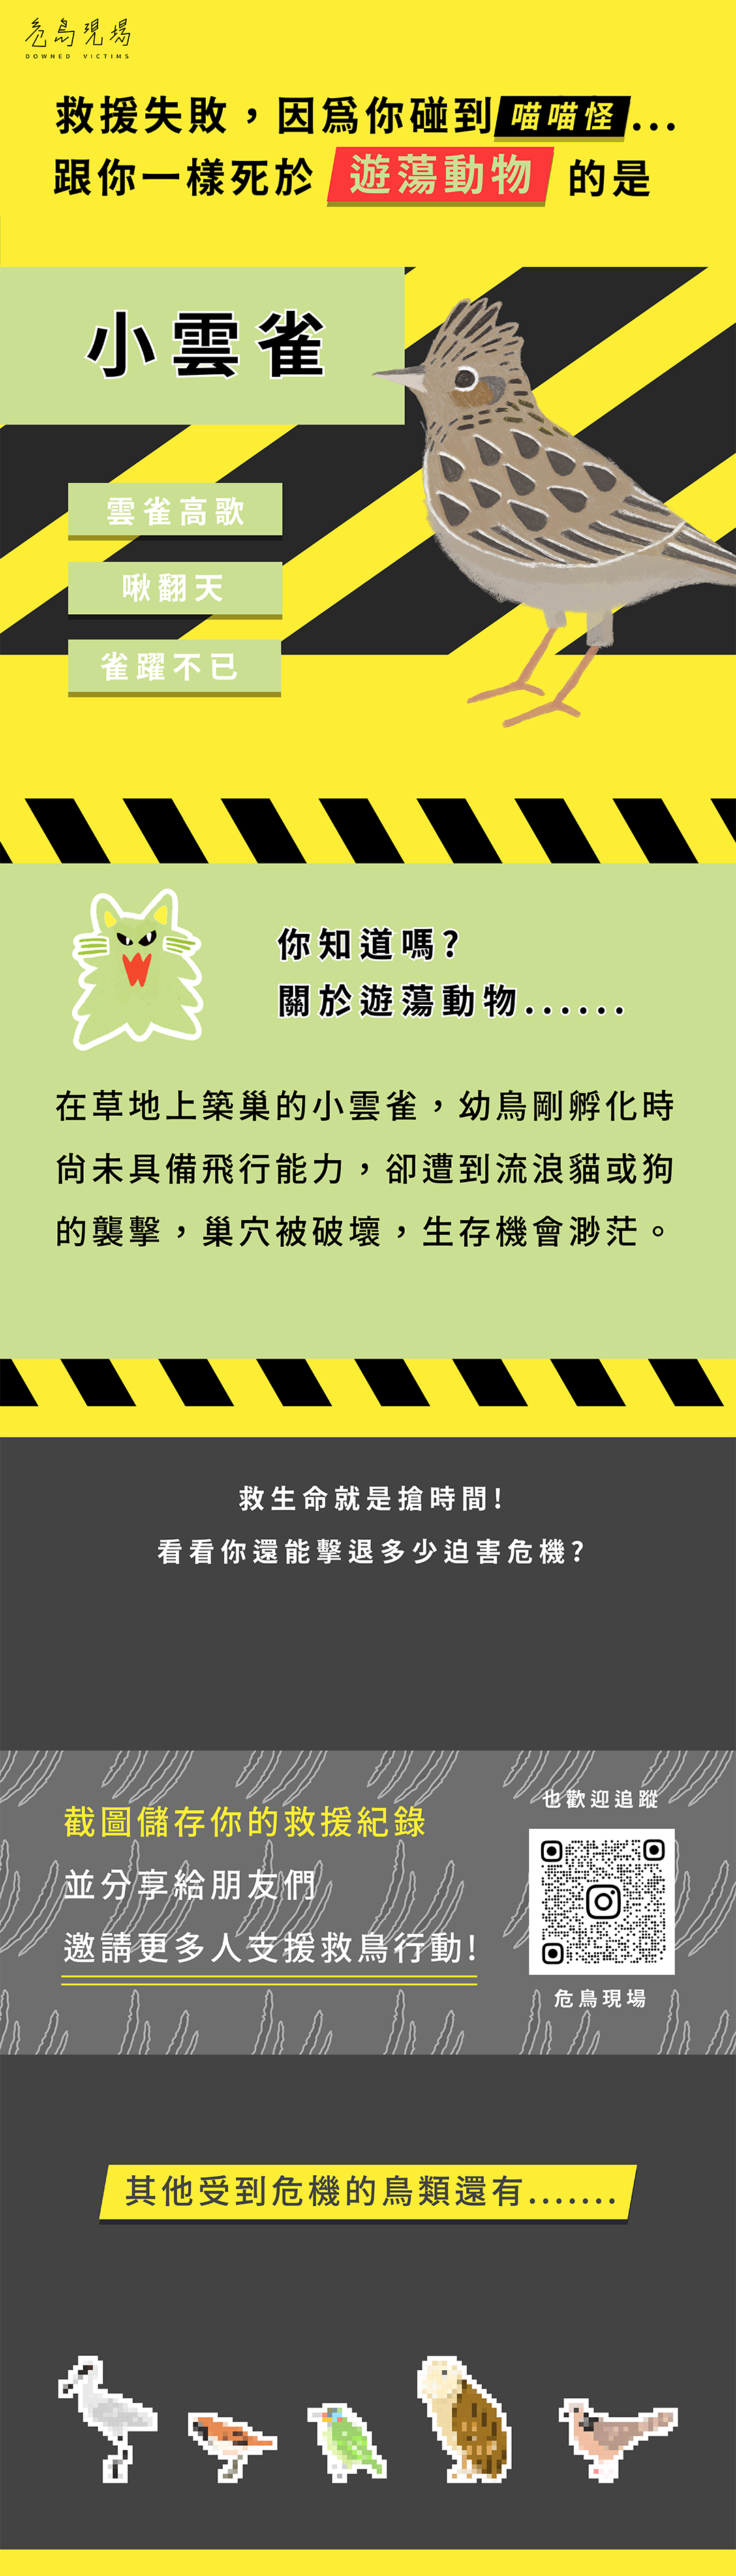 危鳥現場
DOWNED VICTIMS
救援失敗，因為你碰到喵喵怪...
跟你一樣死於 遊蕩動物 的是
小雲雀
雲雀高歌
啾翻天
雀躍不已
你知道嗎?
關於遊蕩動物......
在草地上築巢的小雲雀，幼鳥剛孵化時
尚未具備飛行能力，卻遭到流浪貓或狗
的襲擊，巢穴被破壞，生存機會渺茫。
救生命就是搶時間!
看看你還能擊退多少迫害危機?
截圖儲存你的救援紀錄
並分享給朋友們
邀請更多人支援救鳥行動!
也歡迎追蹤
危鳥現場
其他受到危機的鳥類還有.......